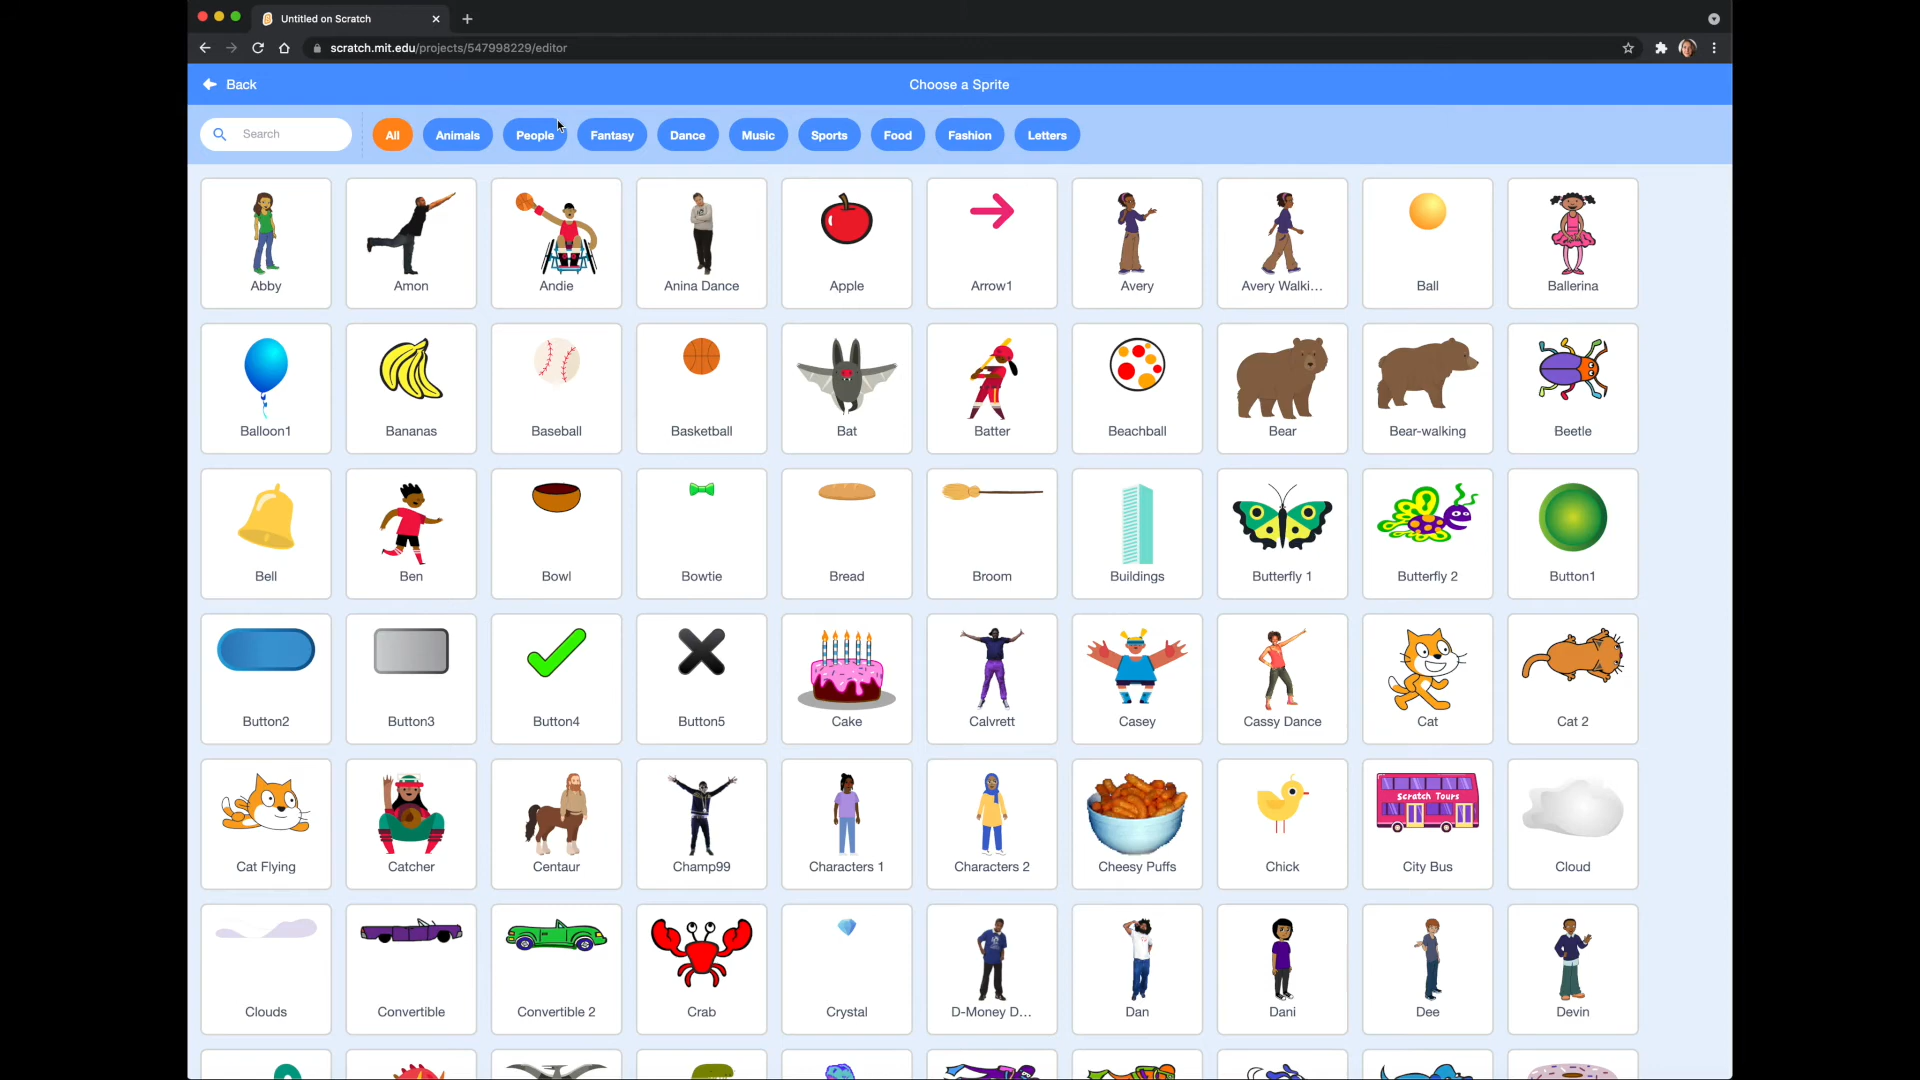 Untitled on Scratch
scratch.mit.edu/projects/547998229/editor
Back
Choose a Sprite
Search
All
Animals
People
Fantasy
Dance
Music
Sports
Food
Fashion
Letters
Abby
Amon
Andie
Anina Dance
Apple
Arrow1
Avery
Avery Walki...
Ball
Ballerina
Balloon1
Bananas
Baseball
Basketball
Bat
Batter
Beachball
Bear
Bear-walking
Beetle
Bell
Ben
Bowl
Bowtie
Bread
Broom
Buildings
Butterfly 1
Butterfly 2
Button1
Button2
Button3
Button4
Button5
Cake
Calvrett
Casey
Cassy Dance
Cat
Cat 2
Scratch Tours
Cat Flying
Catcher
Centaur
Champ99
Characters 1
Characters 2
Cheesy Puffs
Chick
City Bus
Cloud
Clouds
Convertible
Convertible 2
Crab
Crystal
D-Money D...
Dan
Dani
Dee
Devin